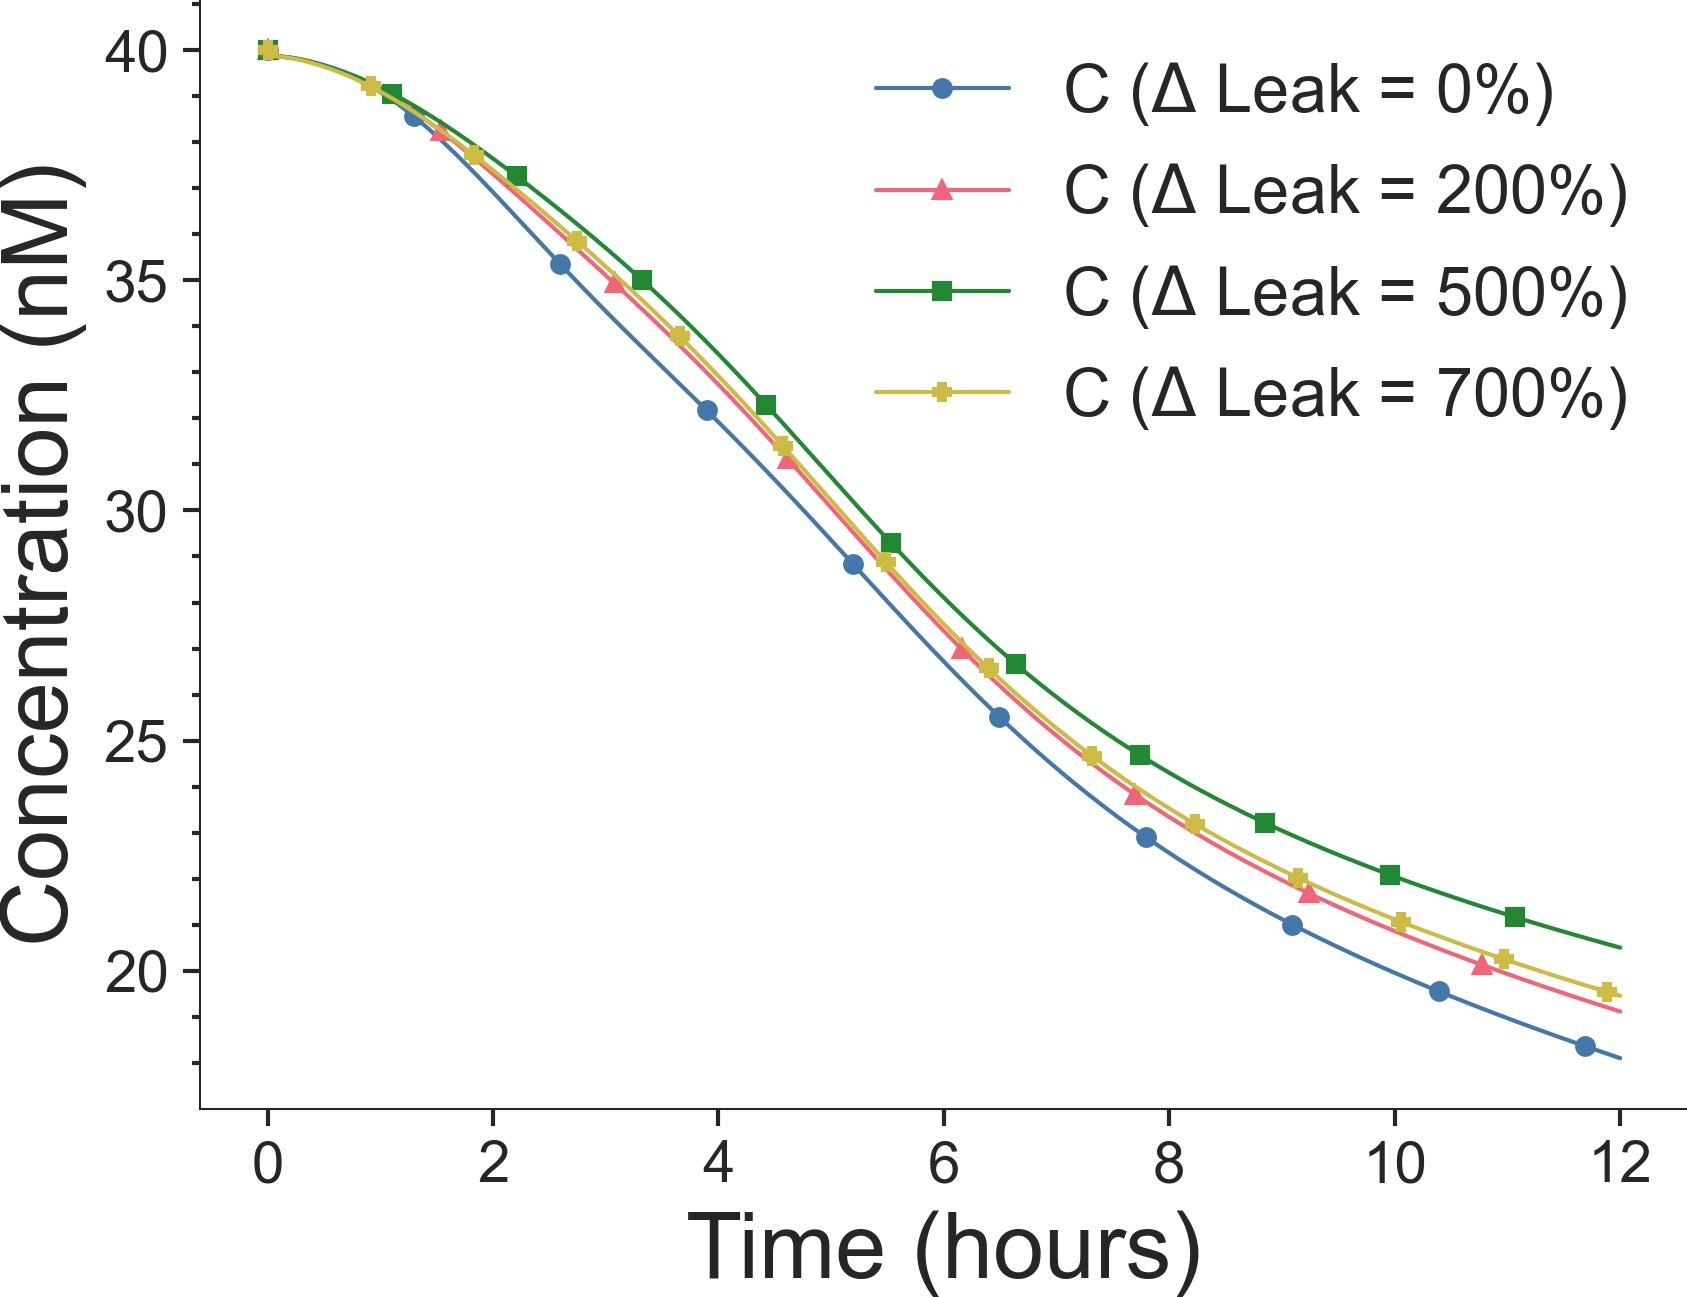 Concentration (nM)
40
35
30
25
20
C (Δ Leak = 0%)
C (Δ Leak = 200%)
C (Δ Leak = 500%)
C (Δ Leak = 700%)
0 2 4 6 8 10 12
Time (hours)